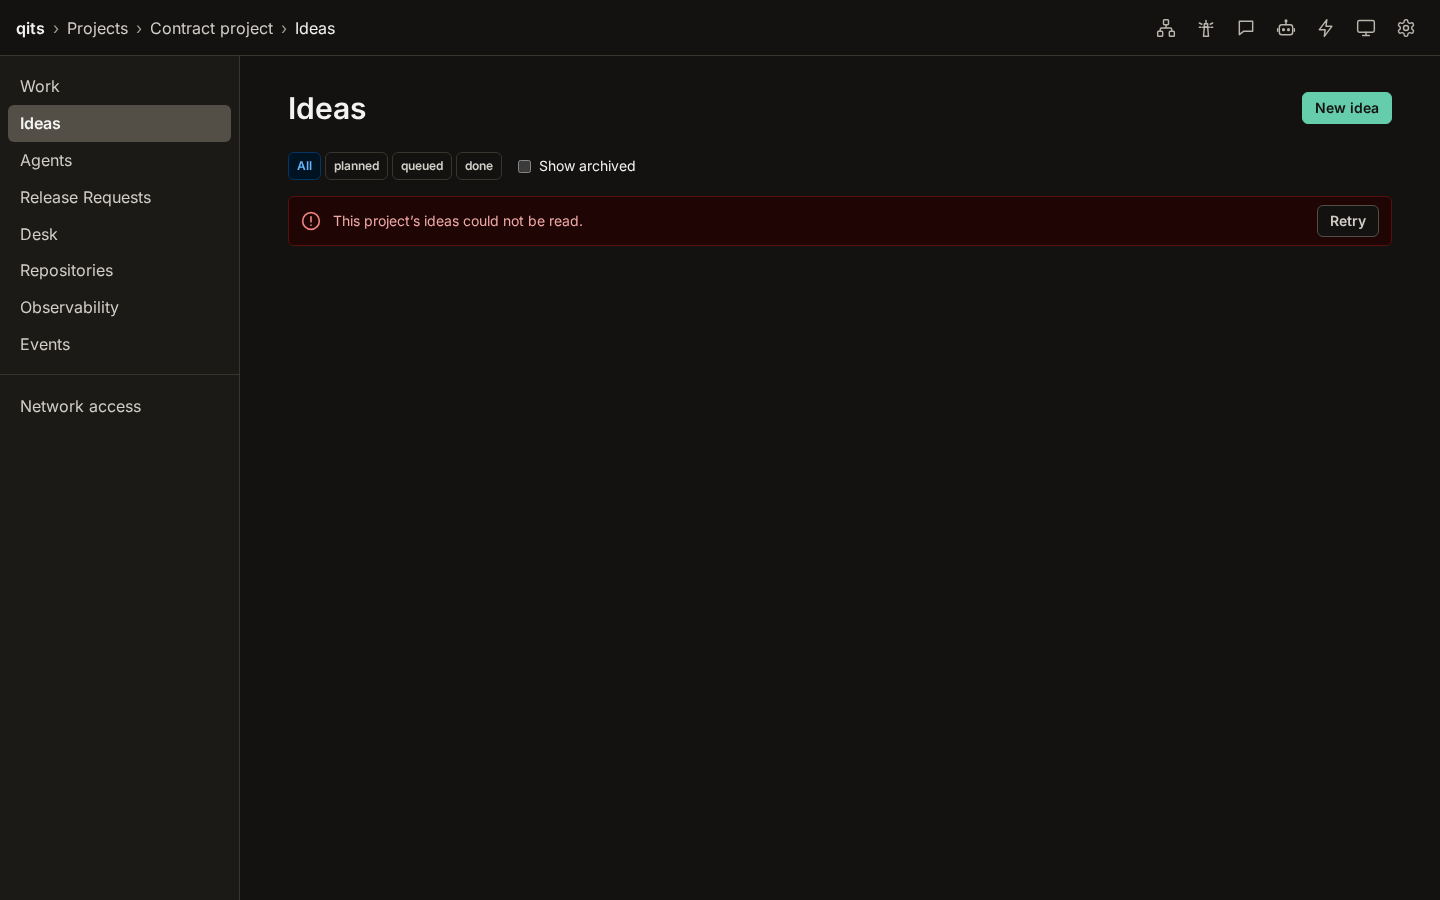 qits › Projects › Contract project › Ideas
Work
Ideas
Agents
Release Requests
Desk
Repositories
Observability
Events
Network access
Ideas
New idea
All planned queued done Show archived
This project’s ideas could not be read.
Retry